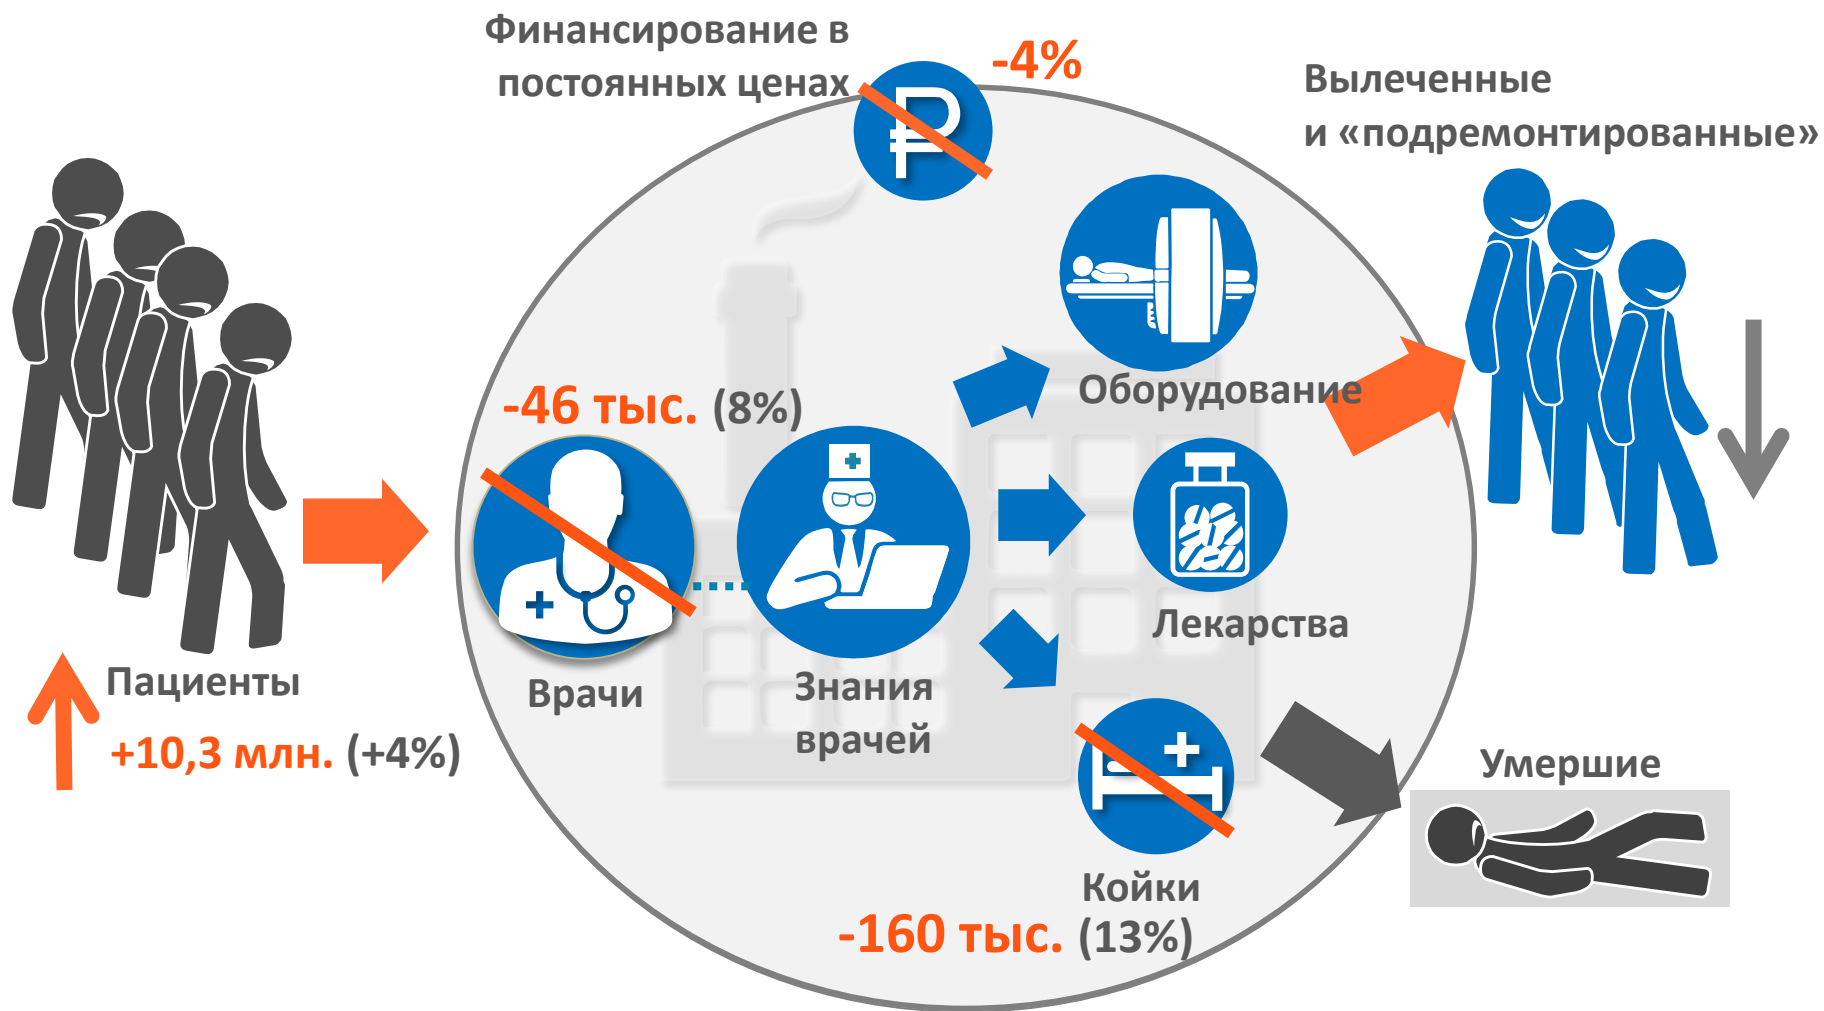 Финансирование в
постоянных ценах
-4%
Вылеченные
и «подремонтированные»
Оборудование
-46 тыс. (8%)
Лекарства
Пациенты
+10,3 млн. (+4%)
Врачи
Знания
врачей
Умершие
Койки
-160 тыс. (13%)